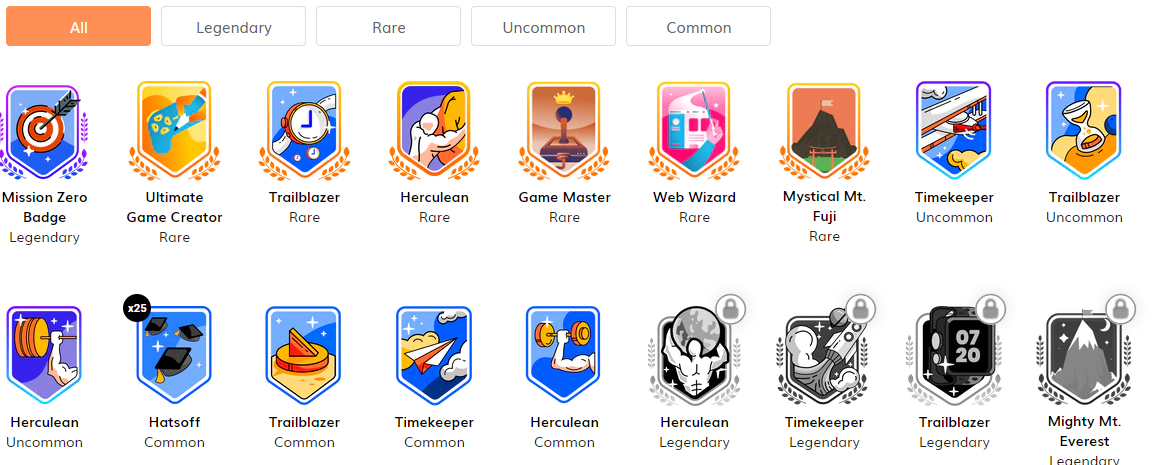 All Legendary Rare Uncommon Common
Mission Zero Badge Legendary
Ultimate Game Creator Rare
Trailblazer Rare
Herculean Rare
Game Master Rare
Web Wizard Rare
Mystical Mt. Fuji Rare
Timekeeper Uncommon
Trailblazer Uncommon
Herculean Uncommon
x25
Hatsoff Common
Trailblazer Common
Timekeeper Common
Herculean Common
Herculean Legendary
Timekeeper Legendary
07
20
Trailblazer Legendary
Mighty Mt. Everest Legendary